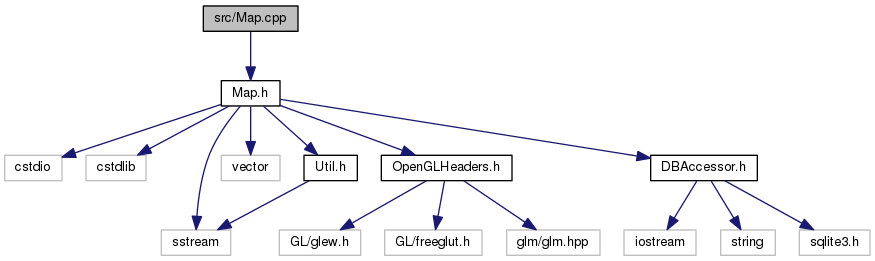 src/Map.cpp
Map.h
cstdio
cstdlib
vector
Util.h
OpenGLHeaders.h
DBAccessor.h
sstream
GL/glew.h
GL/freeglut.h
glm/glm.hpp
iostream
string
sqlite3.h